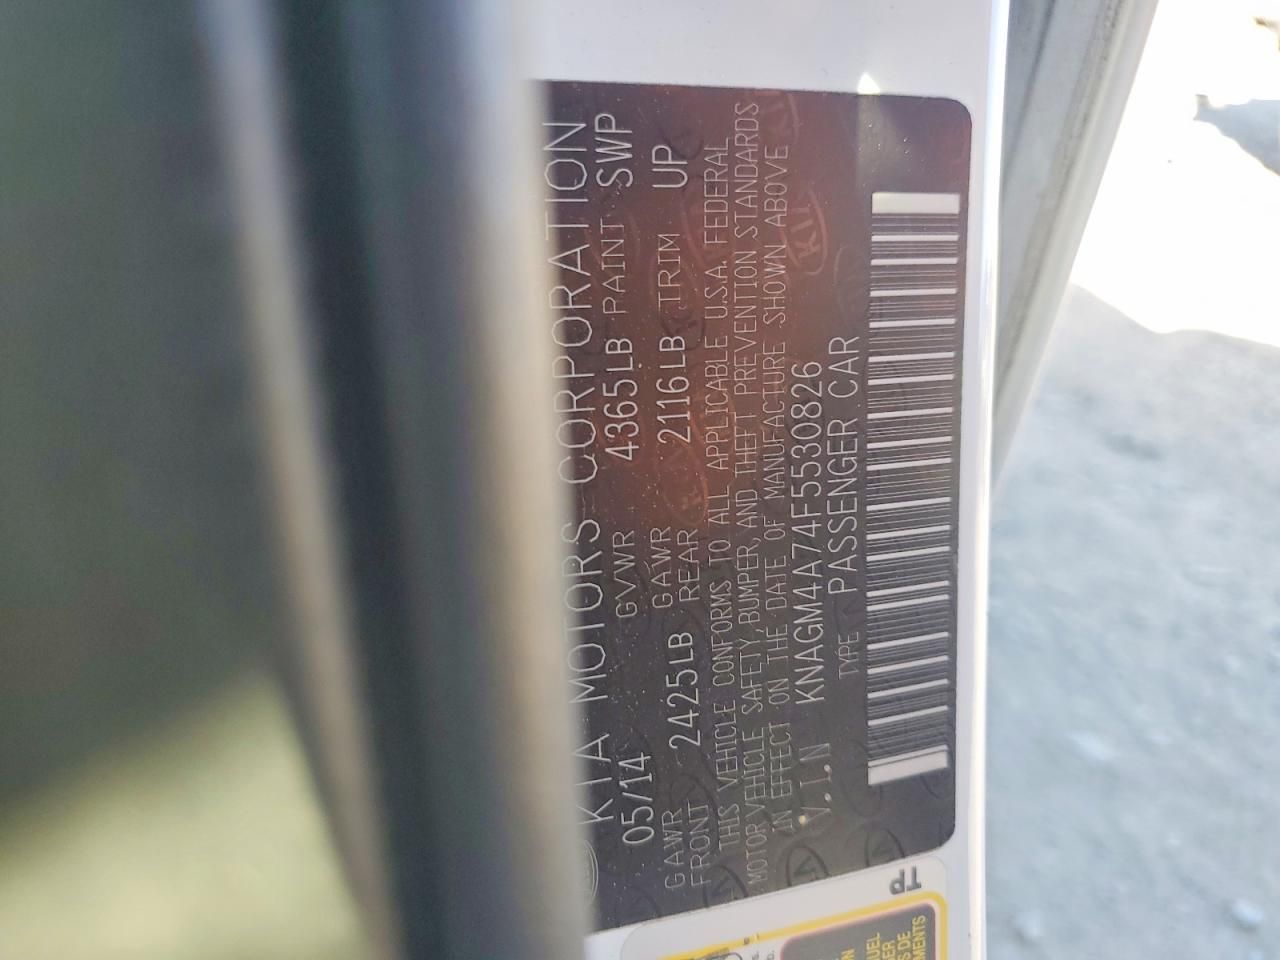 KIA MOTORS CORPORATION
05/14 GVWR 4365LB PAINT SWP
GAWR FRONT 2425LB GAWR REAR 2116LB TRIM UP
THIS VEHICLE CONFORMS TO ALL APPLICABLE U.S.A. FEDERAL
MOTOR VEHICLE SAFETY, BUMPER, AND THEFT PREVENTION STANDARDS
IN EFFECT ON THE DATE OF MANUFACTURE SHOWN ABOVE
V.I.N KNAGM4A74F5530826
TYPE PASSENGER CAR
KIA
TP